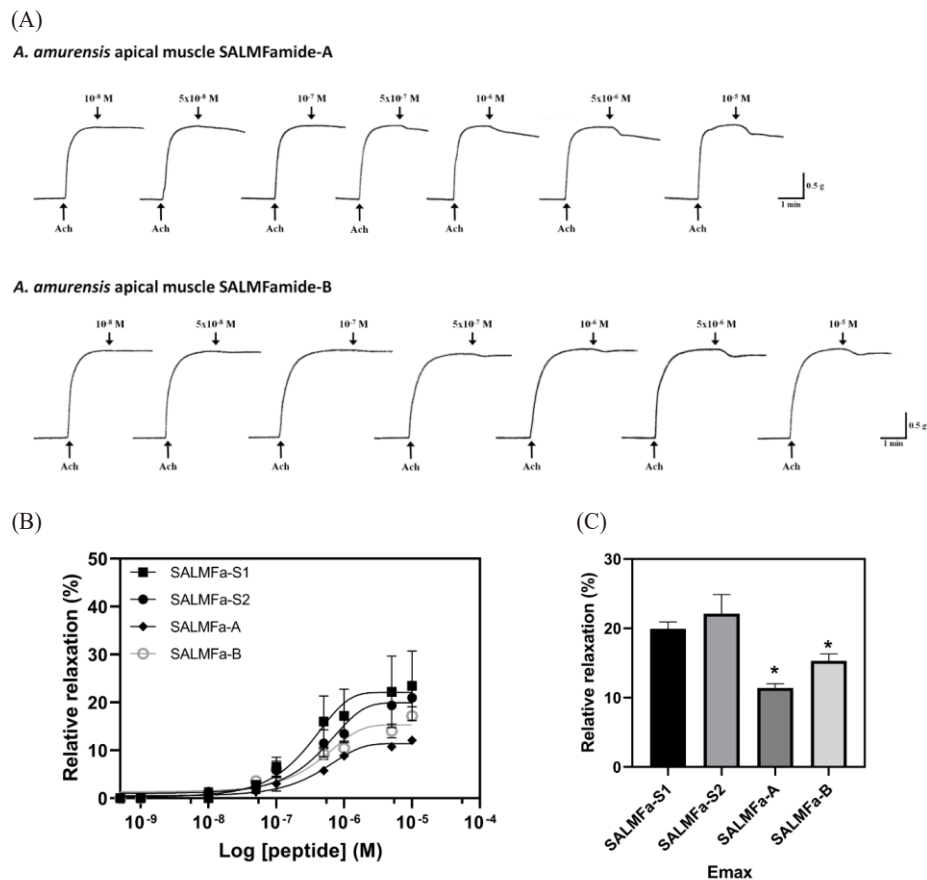 (A)
A. amurensis apical muscle SALMFamide-A
10⁻⁸ M 5x10⁻⁸ M 10⁻⁷ M 5x10⁻⁷ M 10⁻⁶ M 5x10⁻⁶ M 10⁻⁵ M
0.5 g
1 min
Ach Ach Ach Ach Ach Ach Ach
A. amurensis apical muscle SALMFamide-B
10⁻⁸ M 5x10⁻⁸ M 10⁻⁷ M 5x10⁻⁷ M 10⁻⁶ M 5x10⁻⁶ M 10⁻⁵ M
0.5 g
1 min
Ach Ach Ach Ach Ach Ach Ach
(B)
Relative relaxation (%)
50
40
30
20
10
0
SALMFa-S1
SALMFa-S2
SALMFa-A
SALMFa-B
10⁻⁹ 10⁻⁸ 10⁻⁷ 10⁻⁶ 10⁻⁵ 10⁻⁴
Log [peptide] (M)
(C)
Relative relaxation (%)
30
20
10
0
* *
SALMFa-S1 SALMFa-S2 SALMFa-A SALMFa-B
Emax